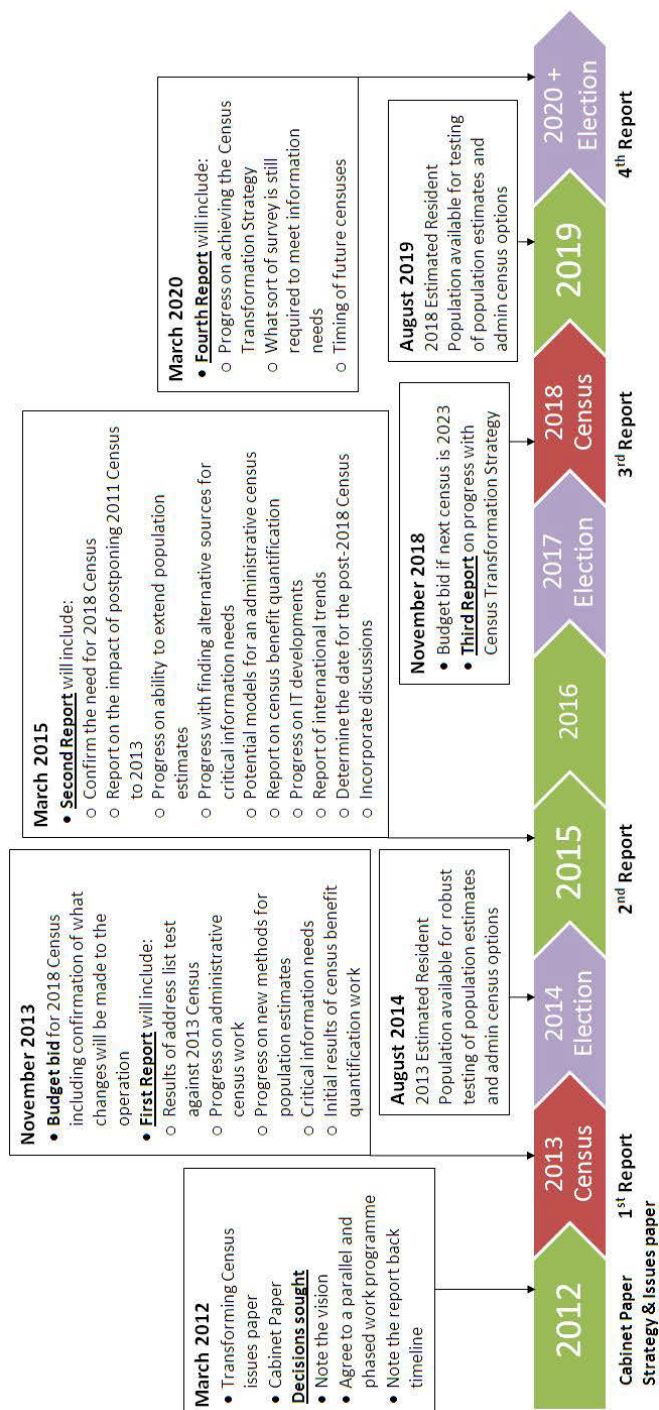 March 2012
• Transforming Census
issues paper
• Cabinet Paper
Decisions sought
• Note the vision
• Agree to a parallel and
phased work programme
• Note the report back
timeline
November 2013
• Budget bid for 2018 Census
including confirmation of what
changes will be made to the
operation
• First Report will include:
○ Results of address list test
against 2013 Census
○ Progress on administrative
census work
○ Progress on new methods for
population estimates
○ Critical information needs
○ Initial results of census benefit
quantification work
August 2014
2013 Estimated Resident
Population available for robust
testing of population estimates
and admin census options
March 2015
• Second Report will include:
○ Confirm the need for 2018 Census
○ Report on the impact of postponing 2011 Census
to 2013
○ Progress on ability to extend population
estimates
○ Progress with finding alternative sources for
critical information needs
○ Potential models for an administrative census
○ Report on census benefit quantification
○ Progress on IT developments
○ Report of international trends
○ Determine the date for the post-2018 Census
○ Incorporate discussions
November 2018
• Budget bid if next census is 2023
• Third Report on progress with
Census Transformation Strategy
March 2020
• Fourth Report will include:
○ Progress on achieving the Census
Transformation Strategy
○ What sort of survey is still
required to meet information
needs
○ Timing of future censuses
August 2019
2018 Estimated Resident
Population available for testing
of population estimates and
admin census options
2012
2013
Census
2014
Election
2015
2016
2017
Election
2018
Census
2019
2020 +
Election
Cabinet Paper
Strategy & Issues paper
1st Report
2nd Report
3rd Report
4th Report